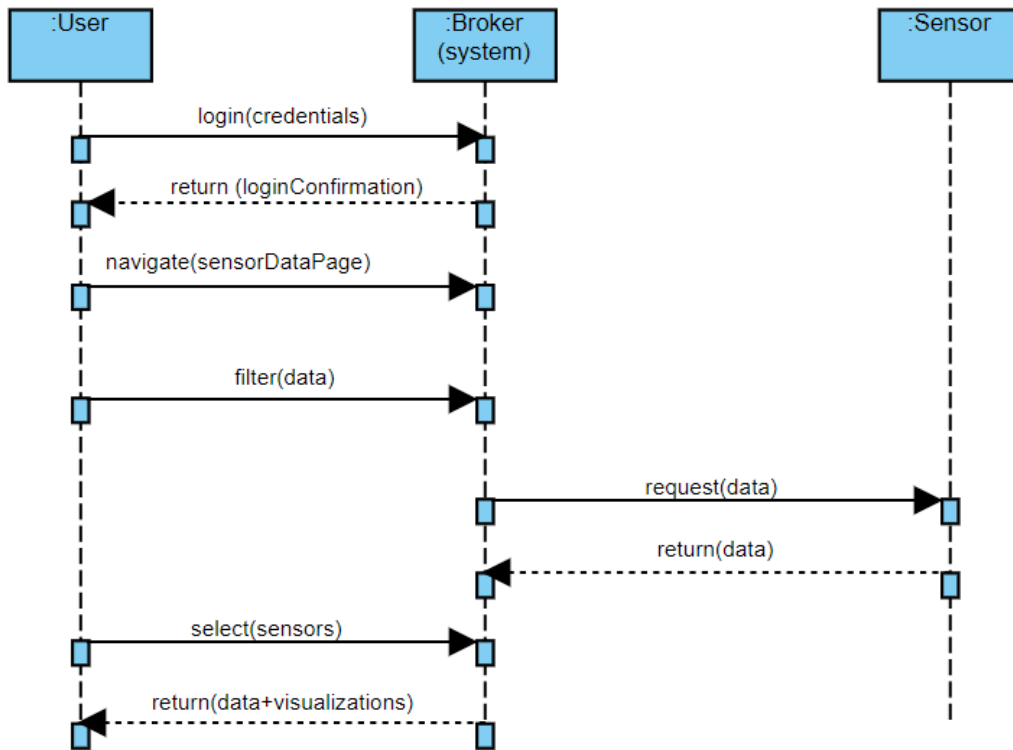 :User
:Broker
(system)
:Sensor
login(credentials)
return (loginConfirmation)
navigate(sensorDataPage)
filter(data)
request(data)
return(data)
select(sensors)
return(data+visualizations)